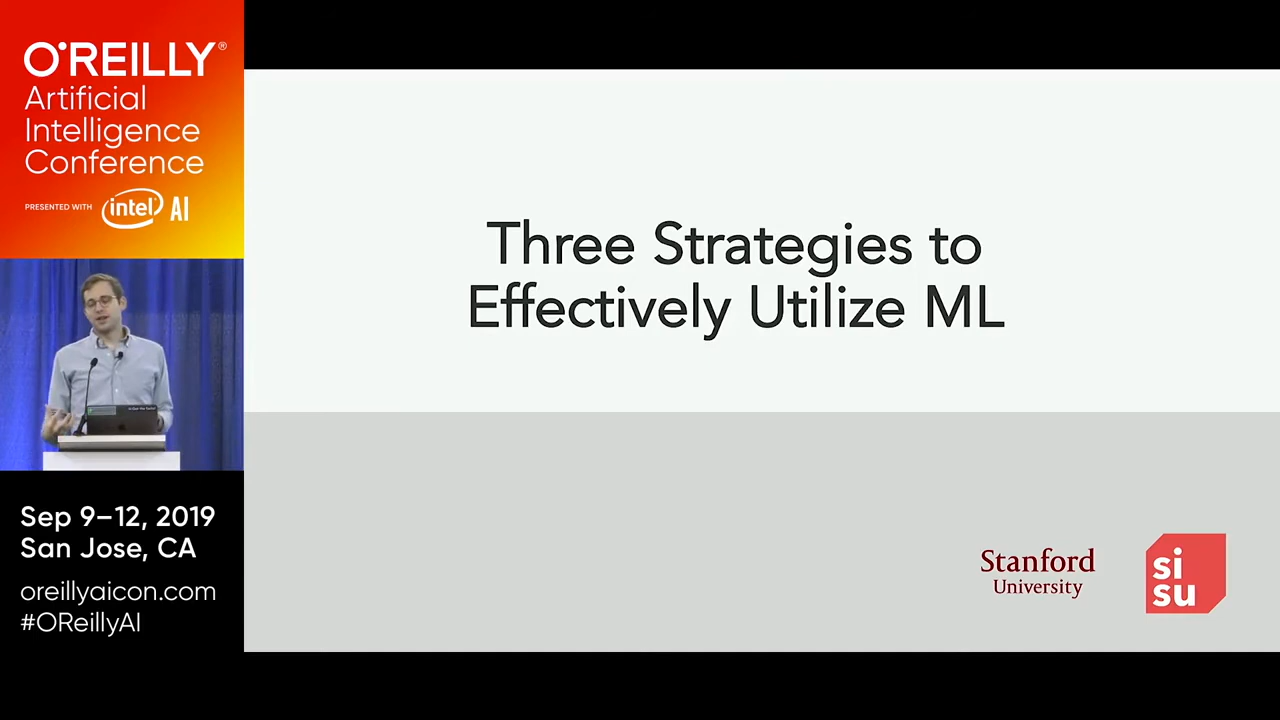 O'REILLY®
Artificial
Intelligence
Conference
PRESENTED WITH intel AI
Sep 9–12, 2019
San Jose, CA
oreillyaicon.com
#OReillyAI
Three Strategies to
Effectively Utilize ML
Stanford
University
si
su